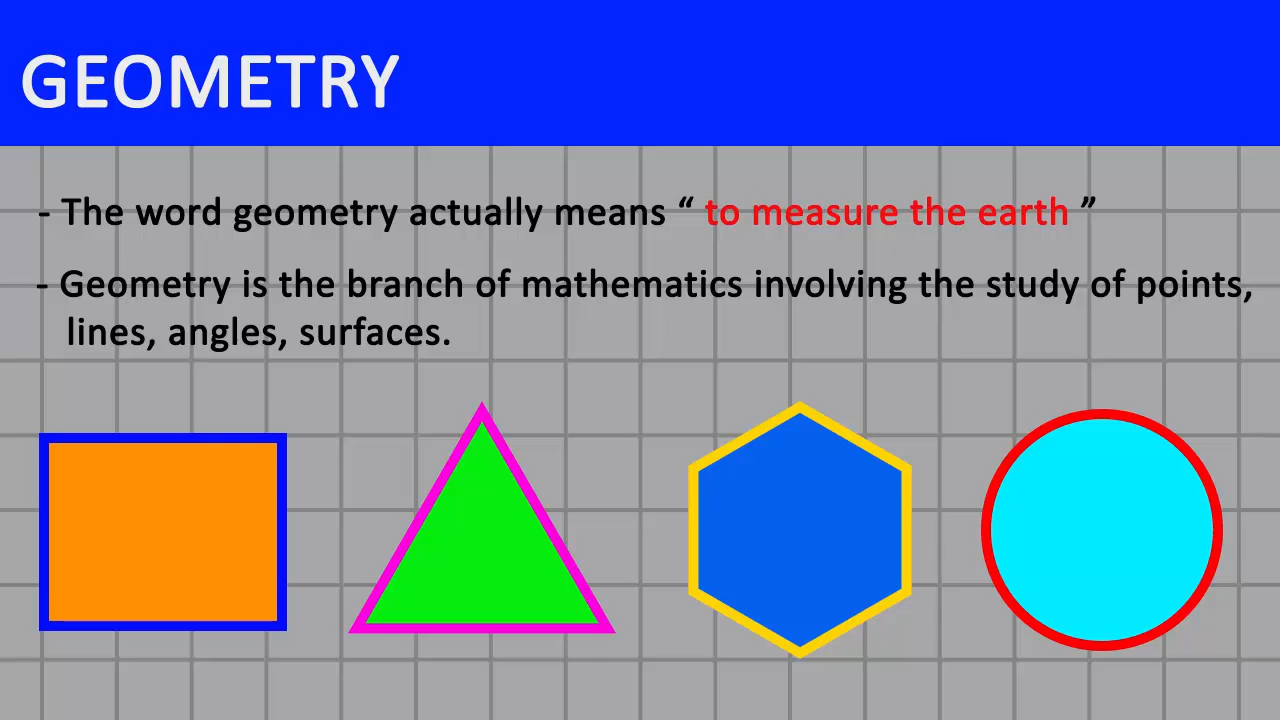 GEOMETRY
- The word geometry actually means “ to measure the earth ”
- Geometry is the branch of mathematics involving the study of points,
lines, angles, surfaces.